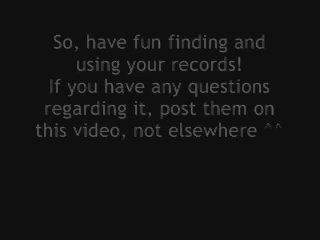 So, have fun finding and
using your records!
If you have any questions
regarding it, post them on
this video, not elsewhere ^^